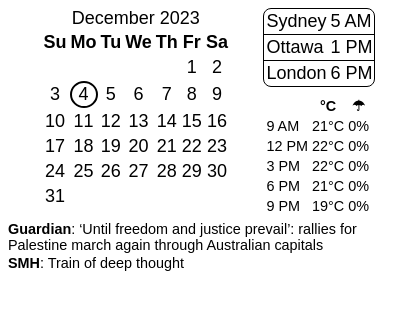 December 2023
Su Mo Tu We Th Fr Sa
1 2
3 4 5 6 7 8 9
10 11 12 13 14 15 16
17 18 19 20 21 22 23
24 25 26 27 28 29 30
31
Sydney 5 AM
Ottawa 1 PM
London 6 PM
°C ☂
9 AM 21°C 0%
12 PM 22°C 0%
3 PM 22°C 0%
6 PM 21°C 0%
9 PM 19°C 0%
Guardian: ‘Until freedom and justice prevail’: rallies for
Palestine march again through Australian capitals
SMH: Train of deep thought